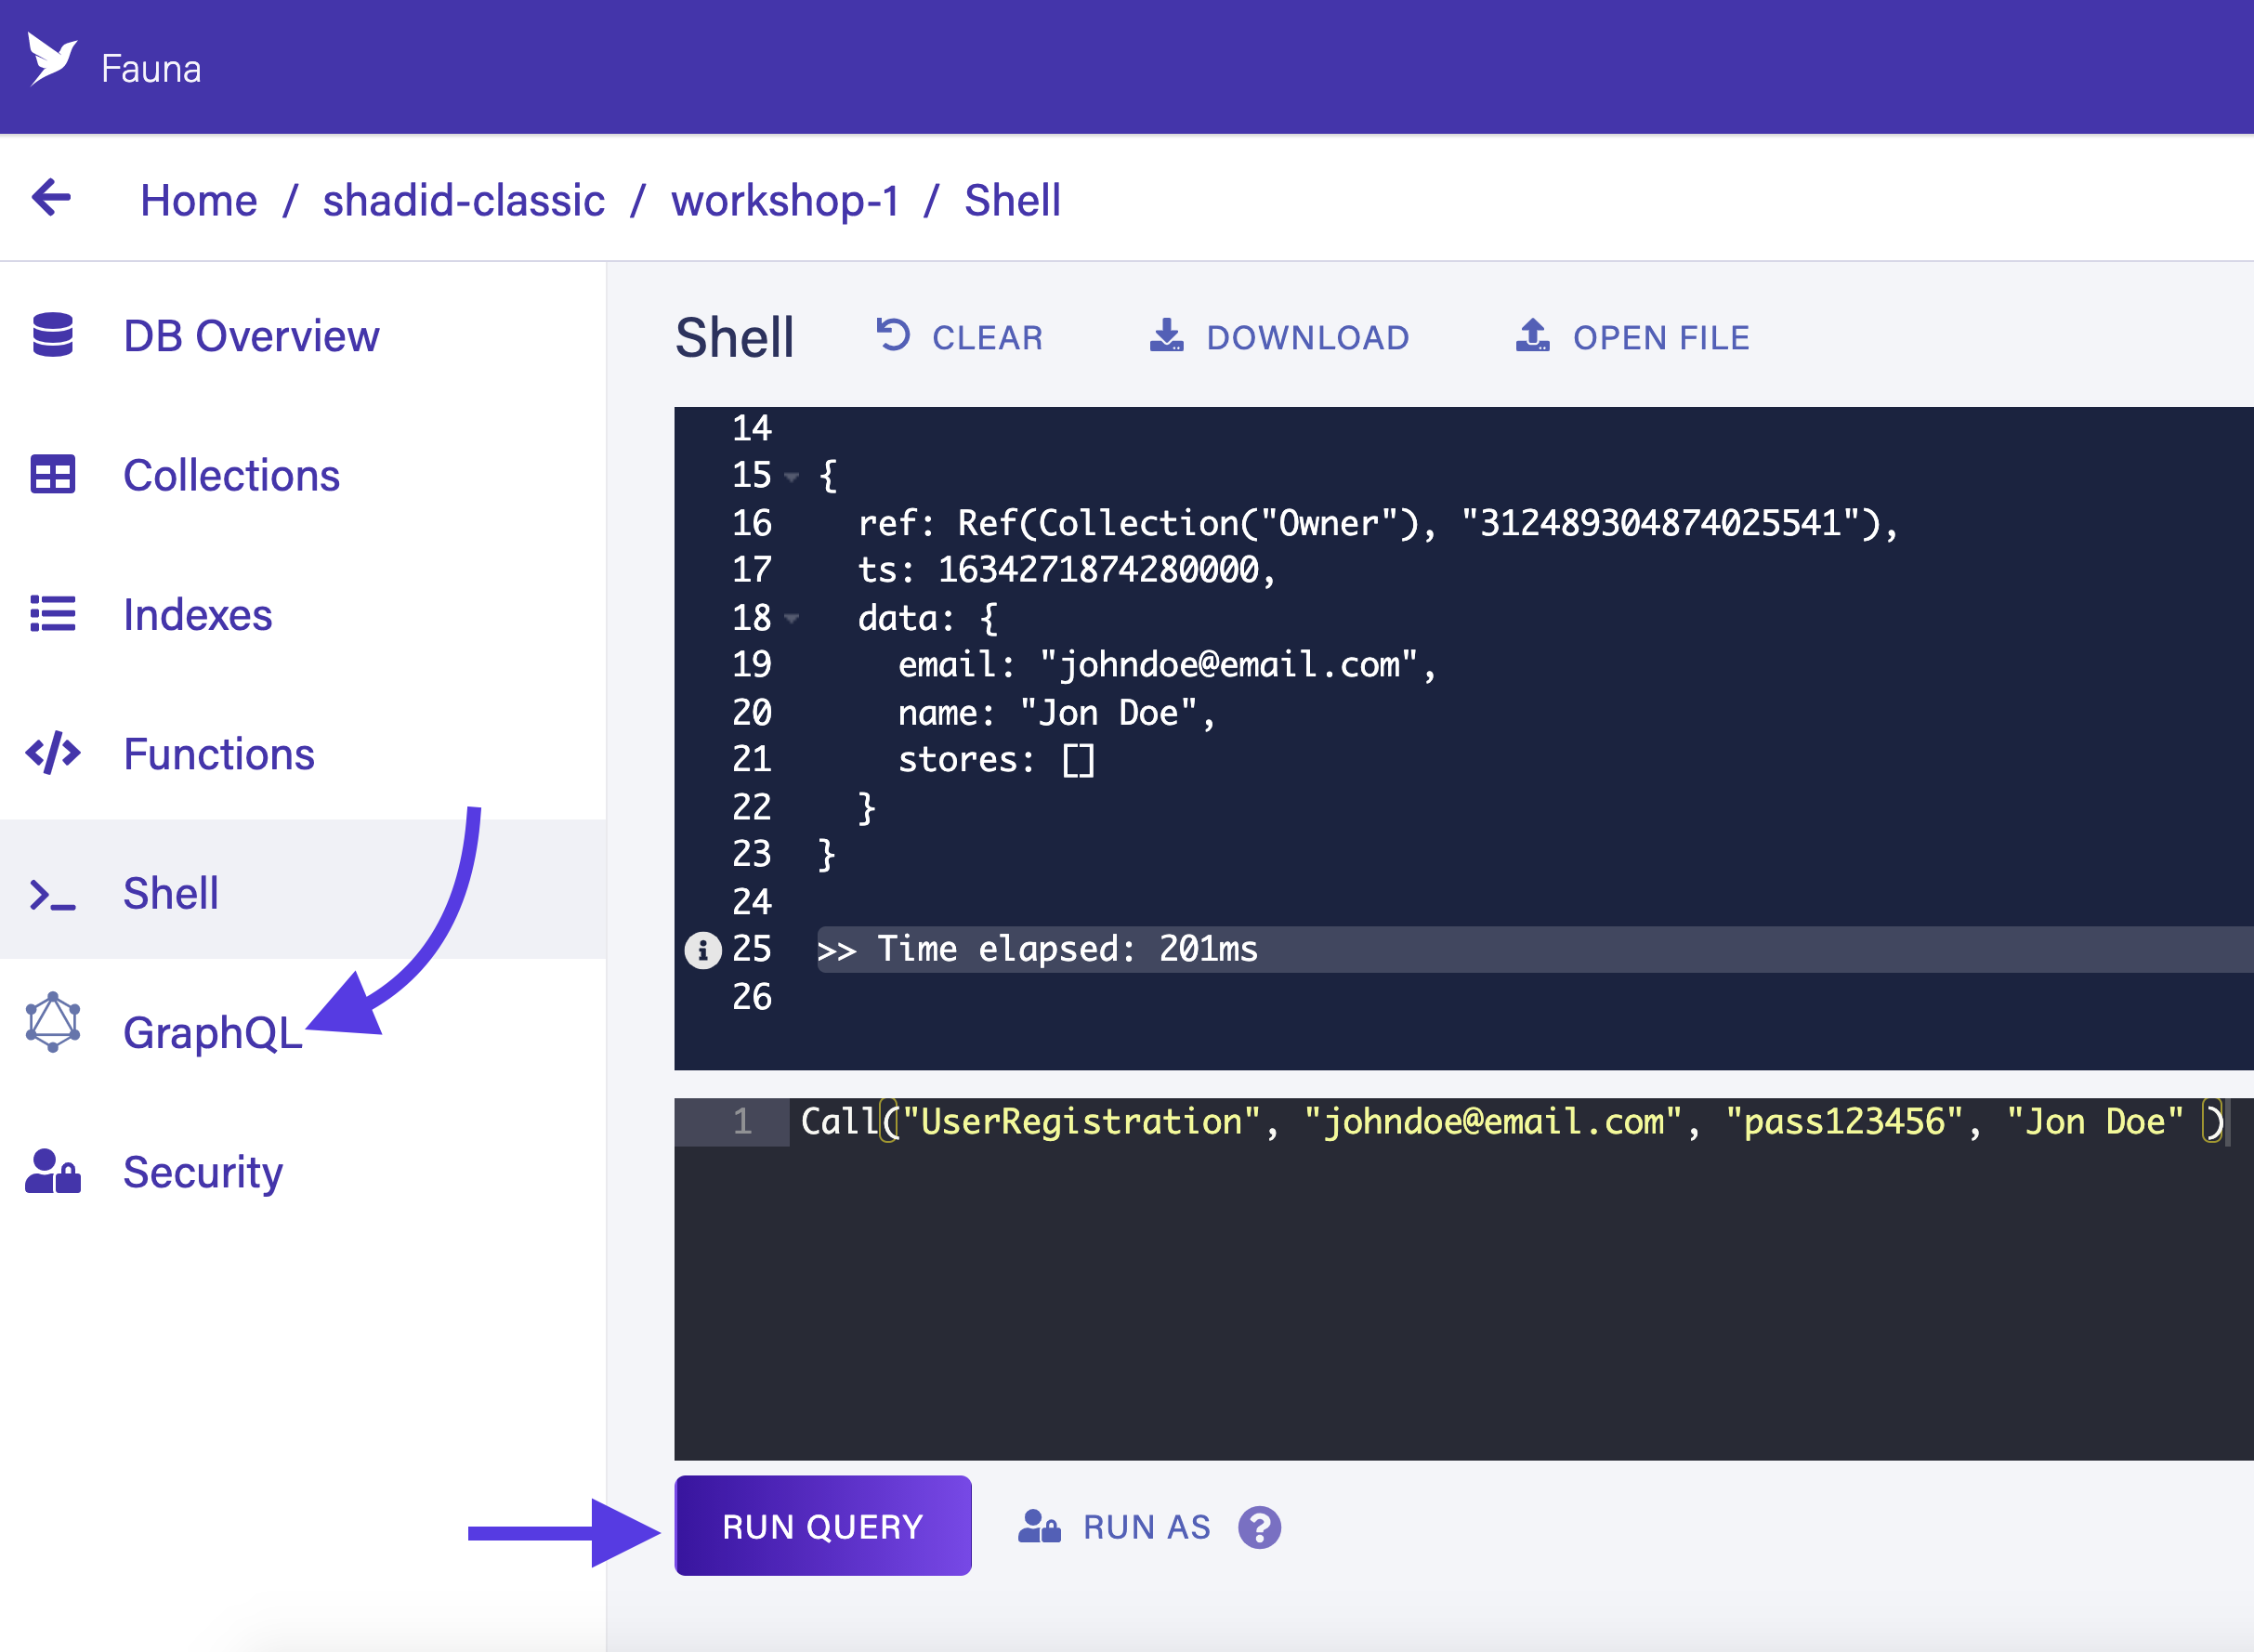 Fauna
Home / shadid-classic / workshop-1 / Shell
DB Overview
Collections
Indexes
Functions
Shell
GraphQL
Security
Shell CLEAR DOWNLOAD OPEN FILE
14
15 {
16 ref: Ref(Collection("Owner"), "312489304874025541"),
17 ts: 1634271874280000,
18 data: {
19 email: "johndoe@email.com",
20 name: "Jon Doe",
21 stores: []
22 }
23 }
24
25 >> Time elapsed: 201ms
26
1 Call("UserRegistration", "johndoe@email.com", "pass123456", "Jon Doe" )
RUN QUERY RUN AS ?